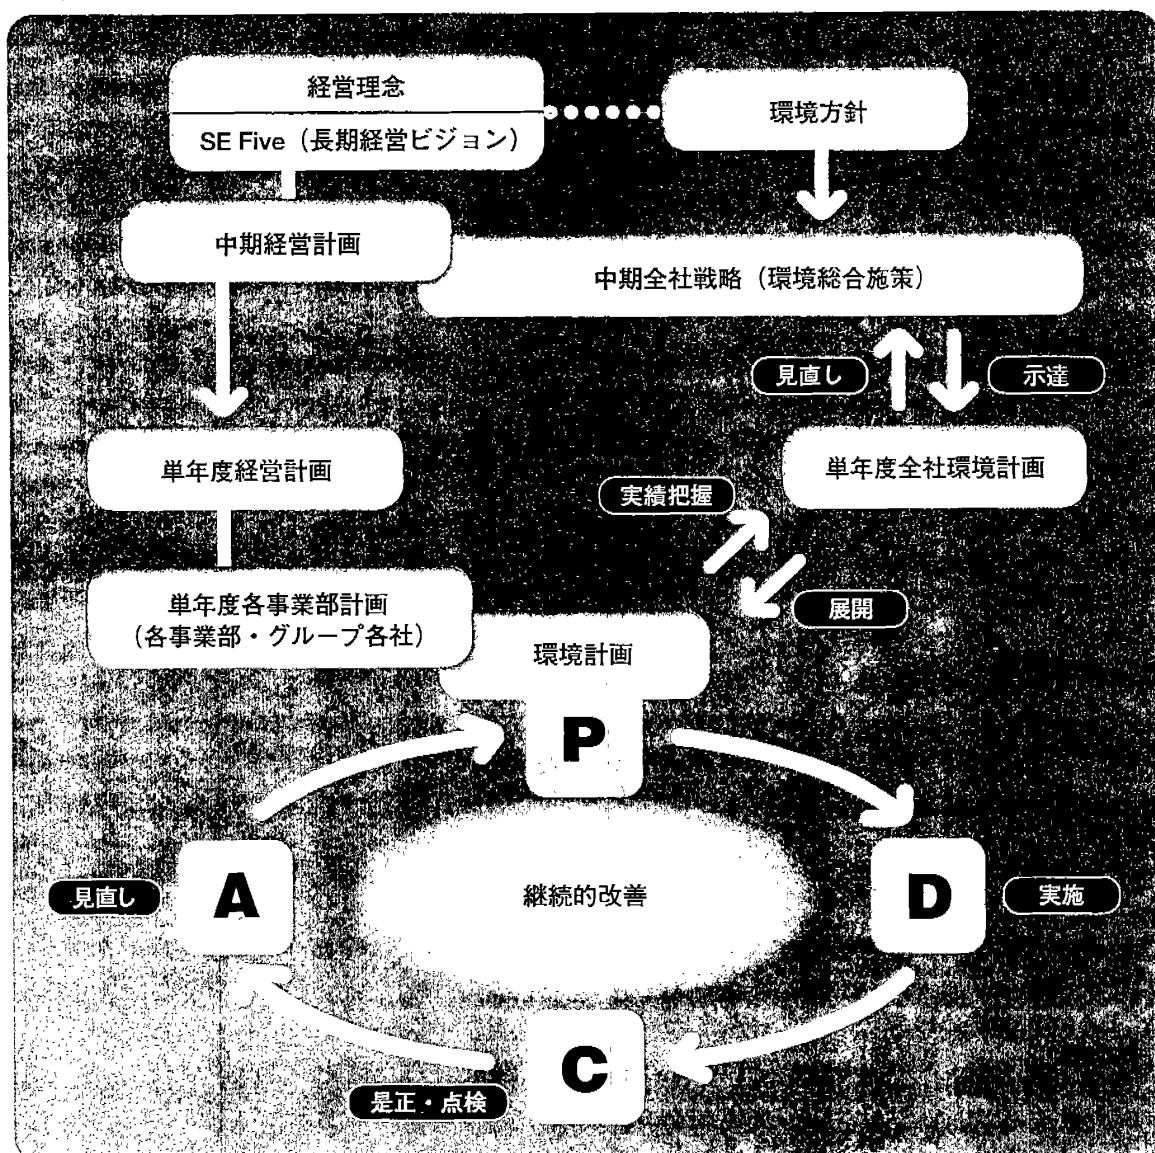 経営理念
SE Five（長期経営ビジョン）
環境方針
中期経営計画
中期全社戦略（環境総合施策）
見直し
示達
単年度経営計画
単年度全社環境計画
実績把握
展開
単年度各事業部計画
（各事業部・グループ各社）
環境計画
P
A
見直し
継続的改善
D
実施
C
是正・点検